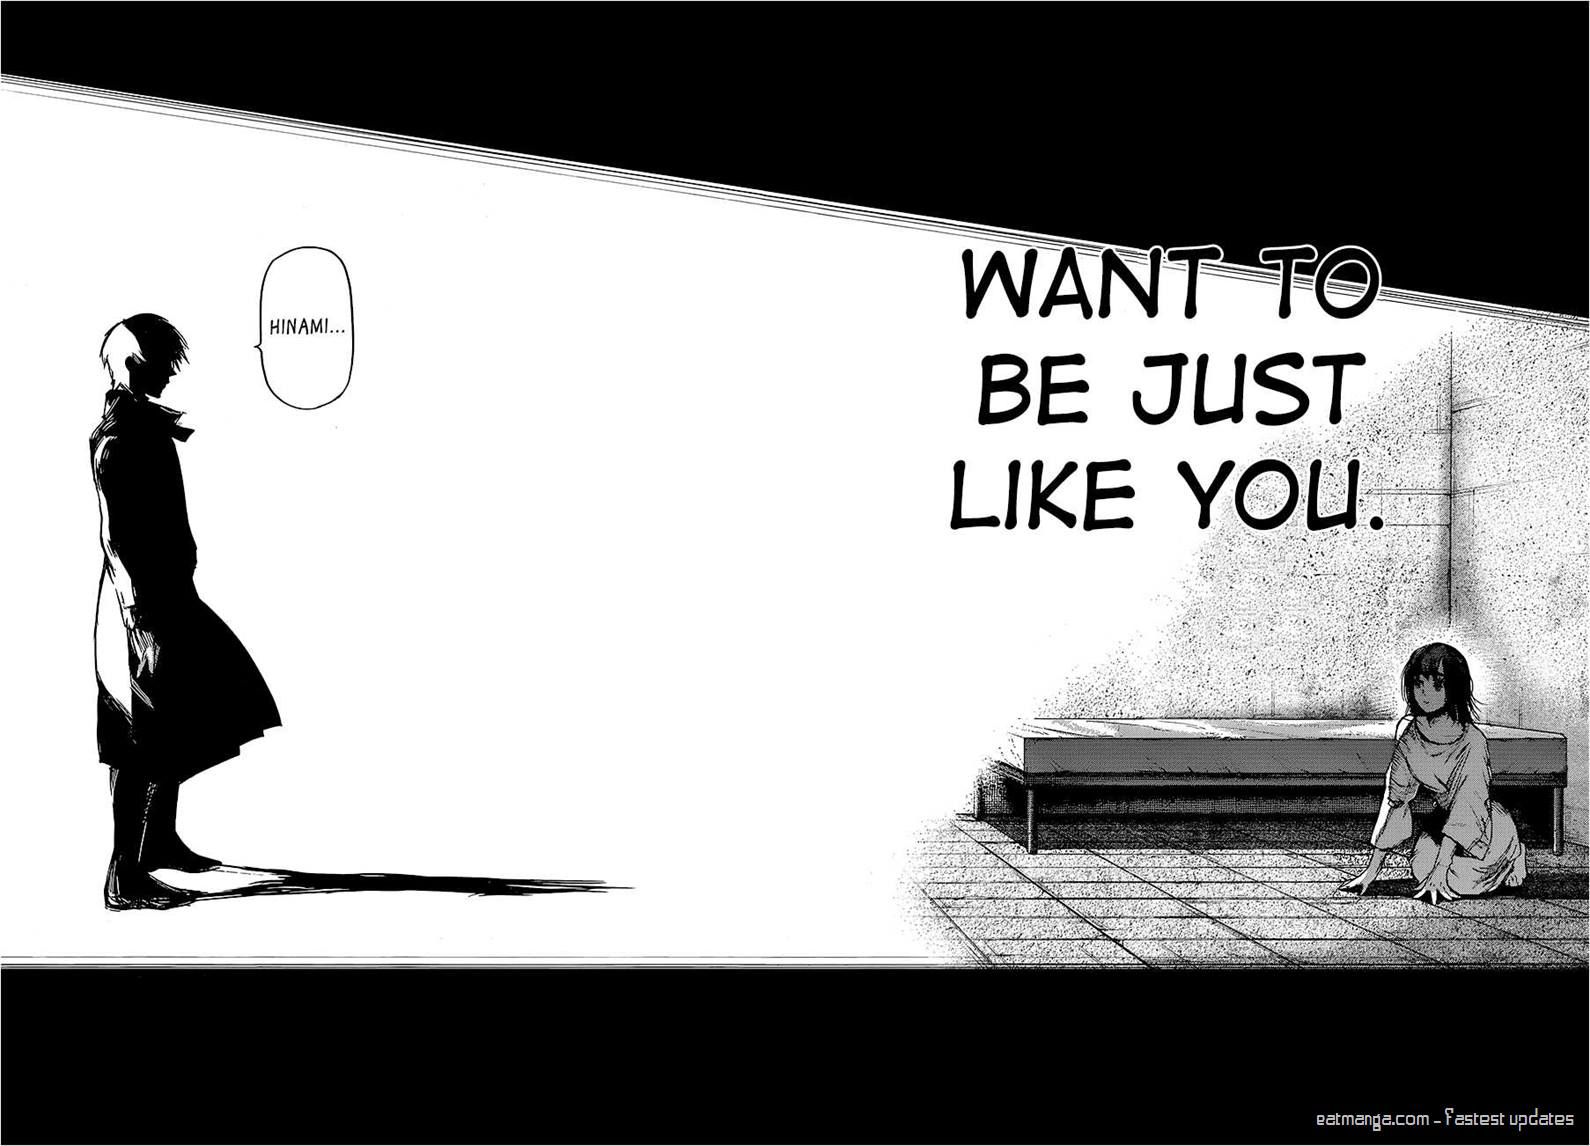 WANT TO
BE JUST
LIKE YOU.
HINAMI...
eatmanga.com - Fastest updates